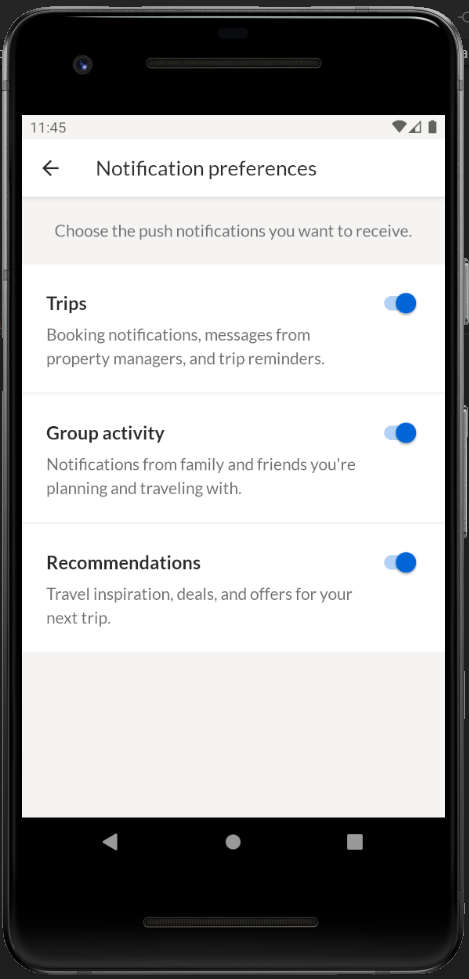 11:45
Notification preferences
Choose the push notifications you want to receive.
Trips
Booking notifications, messages from
property managers, and trip reminders.
Group activity
Notifications from family and friends you're
planning and traveling with.
Recommendations
Travel inspiration, deals, and offers for your
next trip.